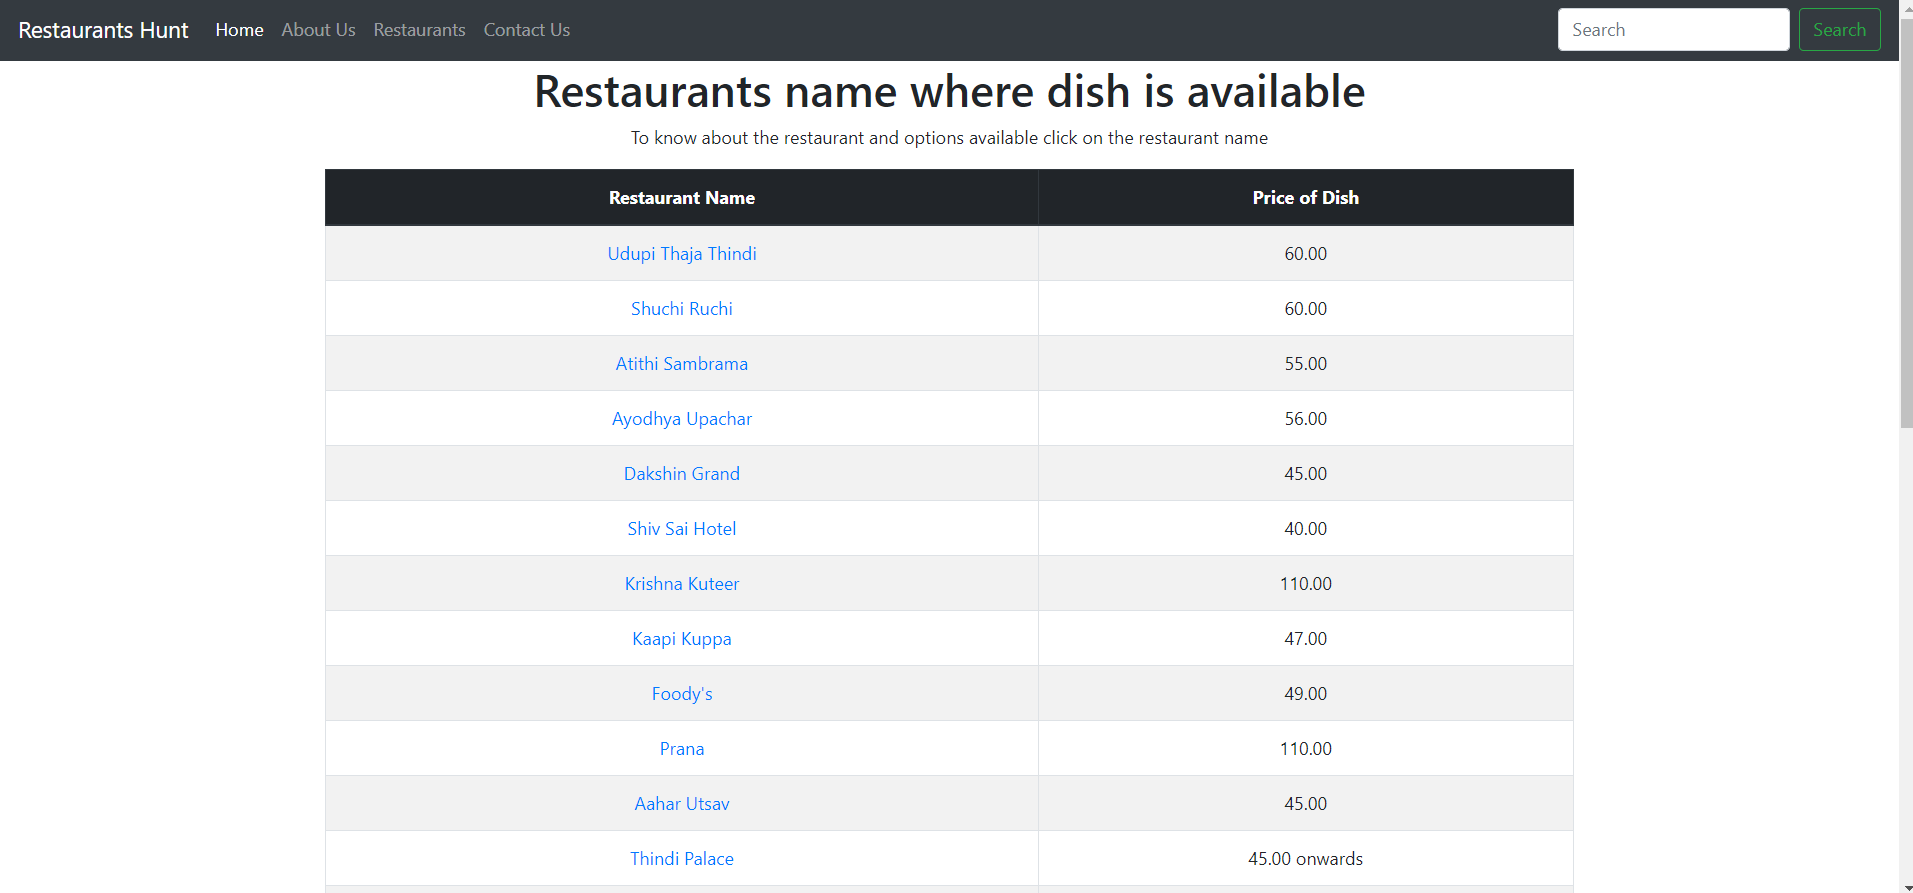 Restaurants Hunt Home About Us Restaurants Contact Us Search Search
Restaurants name where dish is available
To know about the restaurant and options available click on the restaurant name
Restaurant Name Price of Dish
Udupi Thaja Thindi 60.00
Shuchi Ruchi 60.00
Atithi Sambrama 55.00
Ayodhya Upachar 56.00
Dakshin Grand 45.00
Shiv Sai Hotel 40.00
Krishna Kuteer 110.00
Kaapi Kuppa 47.00
Foody's 49.00
Prana 110.00
Aahar Utsav 45.00
Thindi Palace 45.00 onwards